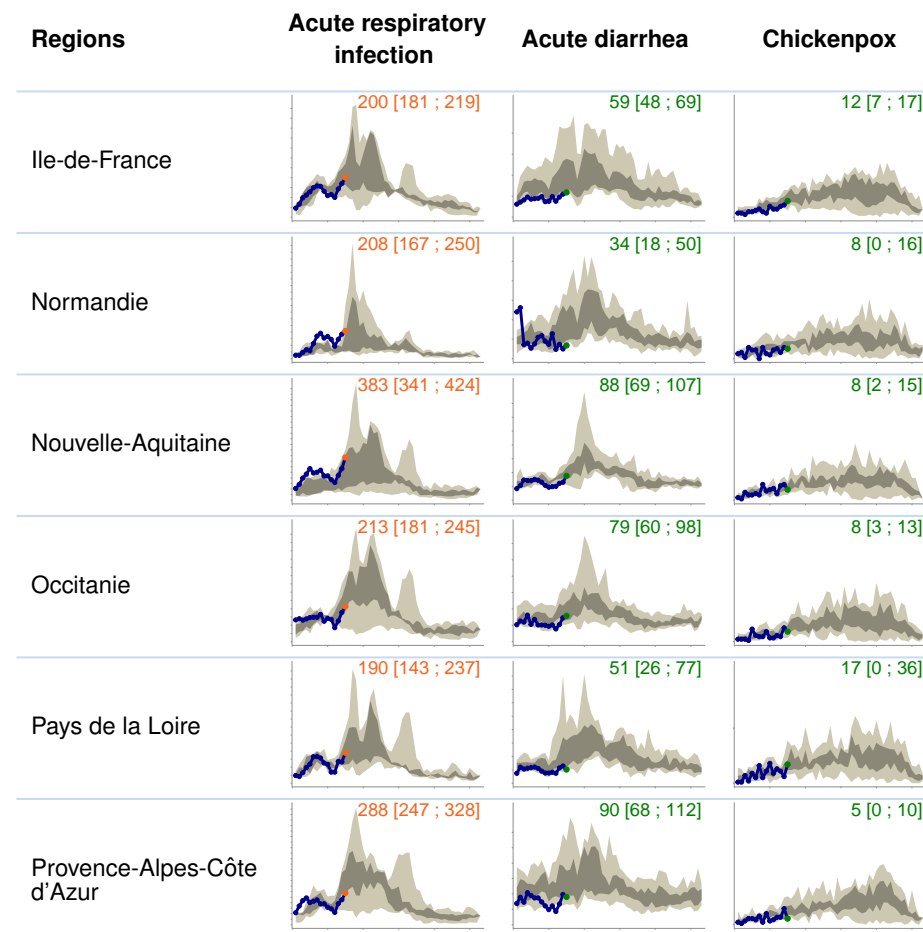 Regions
Acute respiratory
infection
Acute diarrhea
Chickenpox
Ile-de-France
200 [181 ; 219]
59 [48 ; 69]
12 [7 ; 17]
Normandie
208 [167 ; 250]
34 [18 ; 50]
8 [0 ; 16]
Nouvelle-Aquitaine
383 [341 ; 424]
88 [69 ; 107]
8 [2 ; 15]
Occitanie
213 [181 ; 245]
79 [60 ; 98]
8 [3 ; 13]
Pays de la Loire
190 [143 ; 237]
51 [26 ; 77]
17 [0 ; 36]
Provence-Alpes-Côte
d'Azur
288 [247 ; 328]
90 [68 ; 112]
5 [0 ; 10]